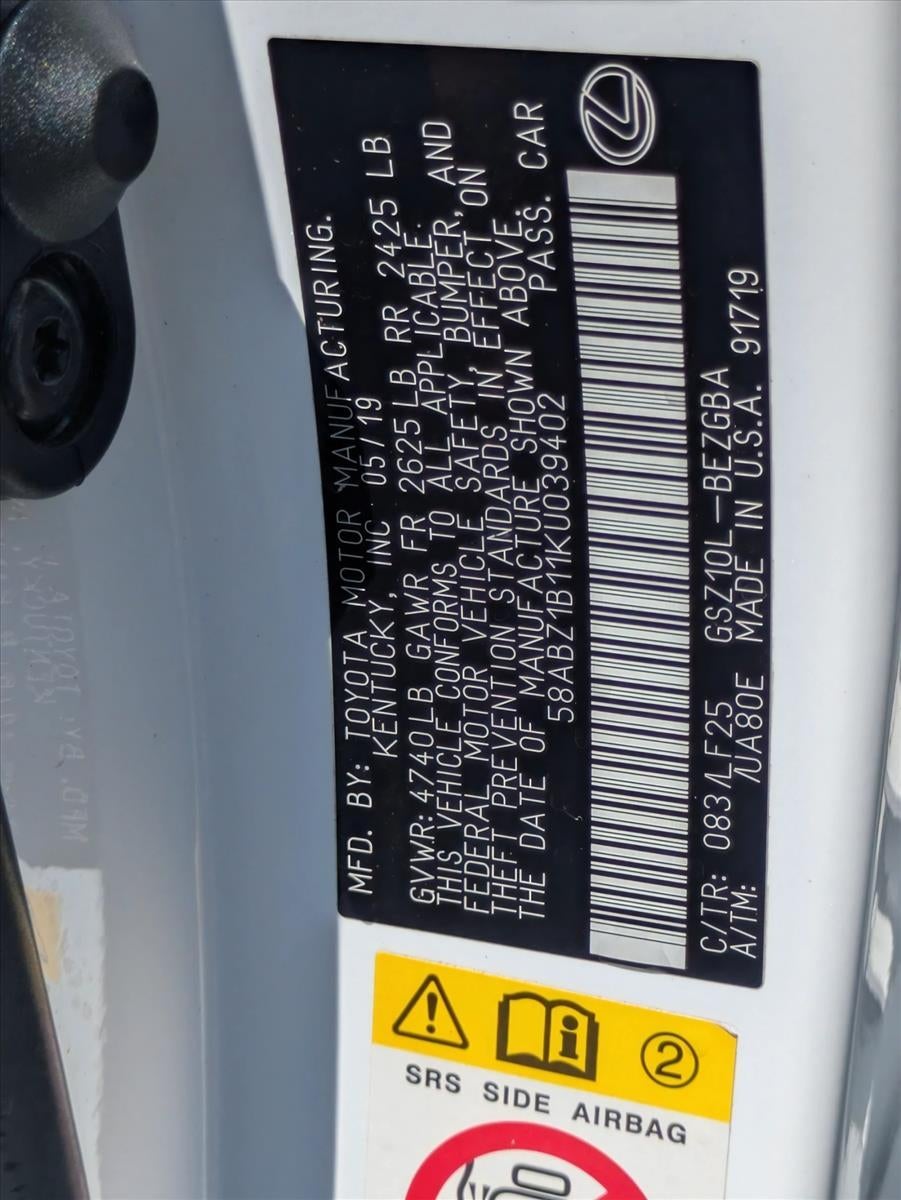 MFD. BY: TOYOTA MOTOR MANUFACTURING.
KENTUCKY, INC 05/19
GVWR: 4740LB GAWR FR 2625LB RR 2425 LB
THIS VEHICLE CONFORMS TO ALL APPLICABLE
FEDERAL MOTOR VEHICLE SAFETY, BUMPER, AND
THEFT PREVENTION STANDARDS IN EFFECT ON
THE DATE OF MANUFACTURE SHOWN ABOVE.
58ABZ1B11KU039402 PASS. CAR
C/TR: 083/LF25 GSZ10L-BEZGBA
A/TM: /UA80E MADE IN U.S.A. 91719
2
SRS SIDE AIRBAG